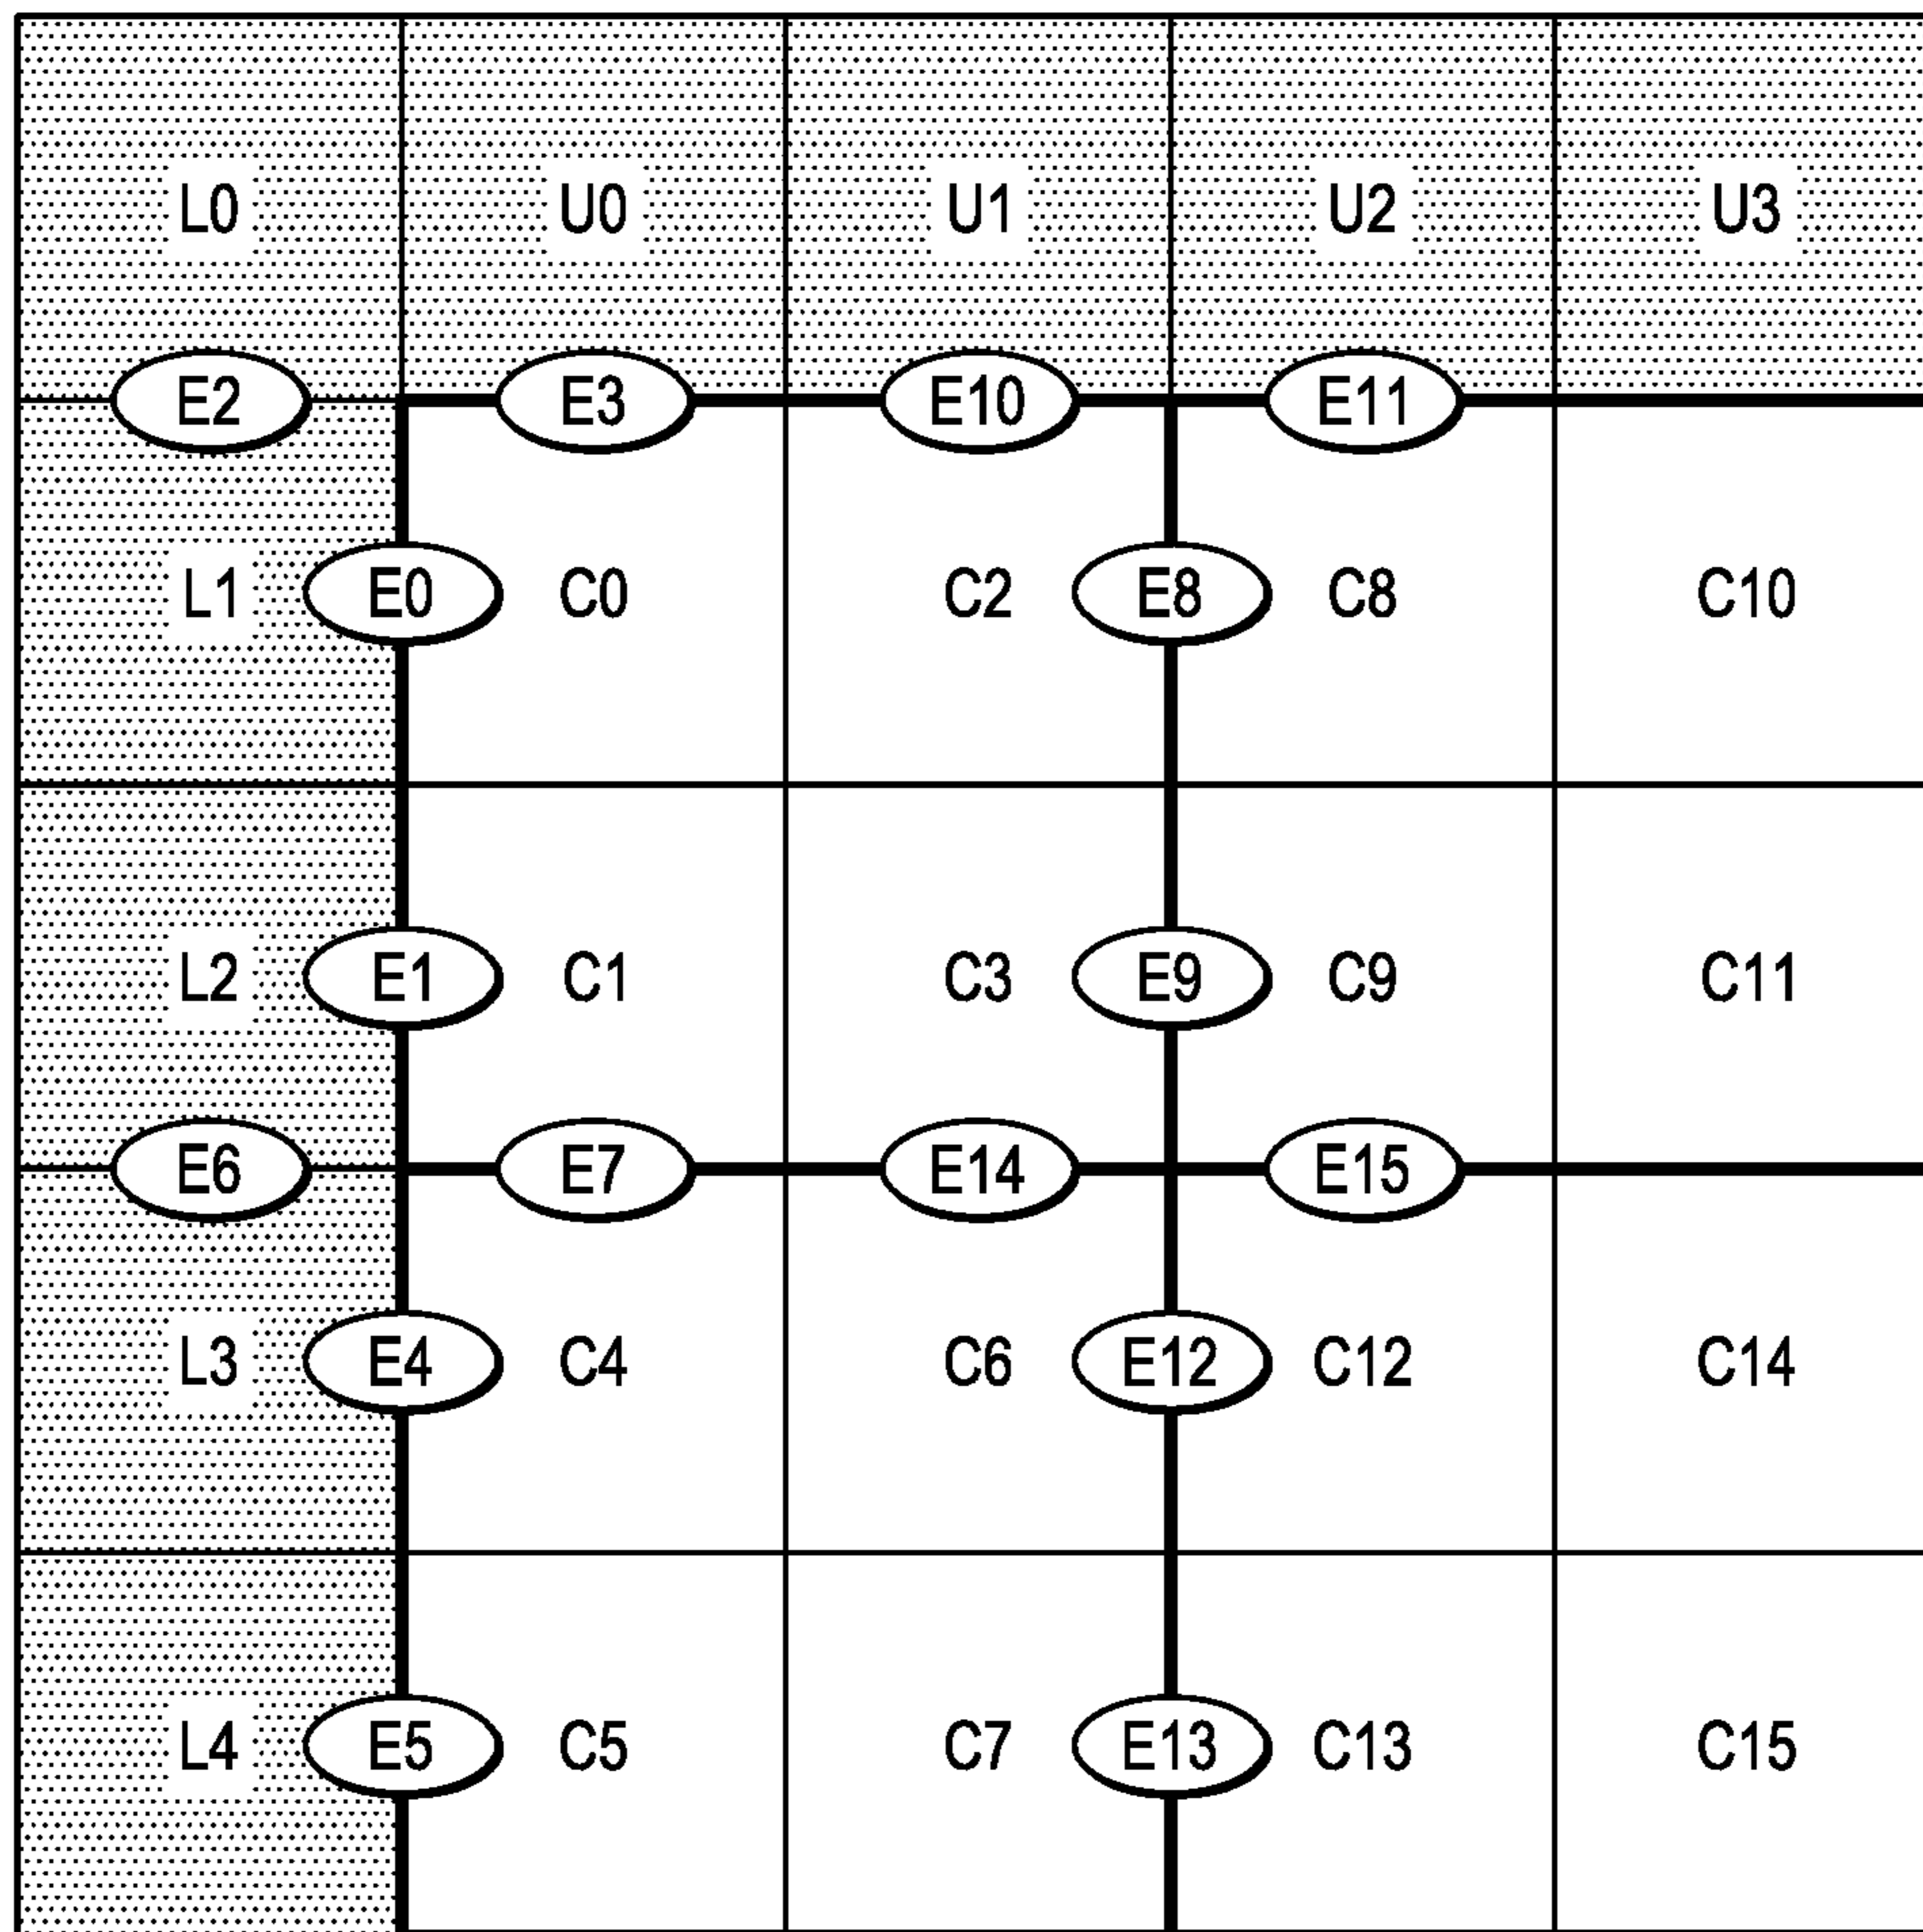 L0 U0 U1 U2 U3
E2 E3 E10 E11
L1 E0 C0 C2 E8 C8 C10
L2 E1 C1 C3 E9 C9 C11
E6 E7 E14 E15
L3 E4 C4 C6 E12 C12 C14
L4 E5 C5 C7 E13 C13 C15